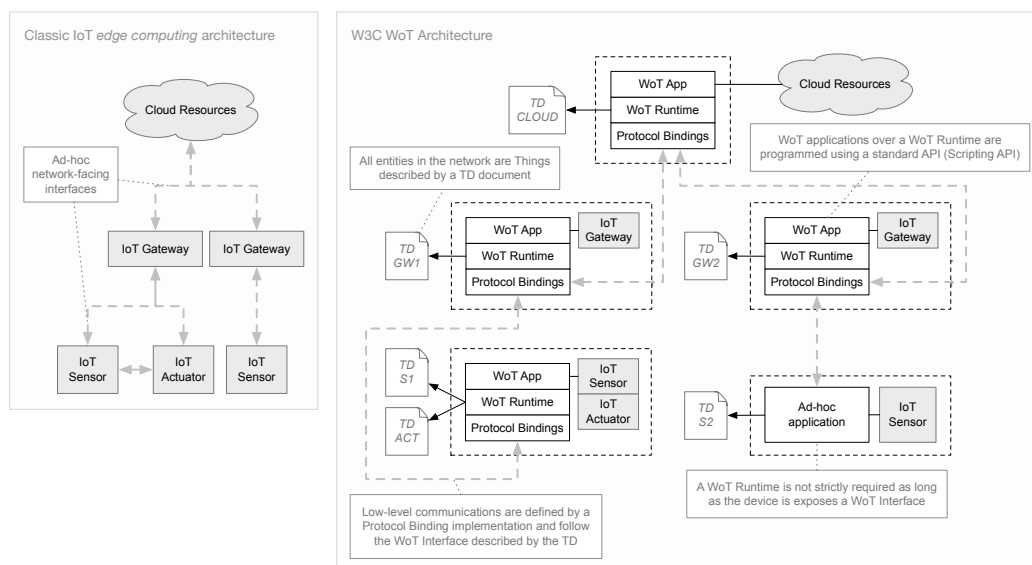 Classic IoT edge computing architecture
Cloud Resources
Ad-hoc
network-facing
interfaces
IoT Gateway
IoT Gateway
IoT
Sensor
IoT
Actuator
IoT
Sensor
W3C WoT Architecture
TD
CLOUD
WoT App
WoT Runtime
Protocol Bindings
Cloud Resources
All entities in the network are Things
described by a TD document
WoT applications over a WoT Runtime are
programmed using a standard API (Scripting API)
TD
GW1
WoT App
WoT Runtime
Protocol Bindings
IoT
Gateway
TD
GW2
WoT App
WoT Runtime
Protocol Bindings
IoT
Gateway
TD
S1
TD
ACT
WoT App
WoT Runtime
Protocol Bindings
IoT
Sensor
IoT
Actuator
TD
S2
Ad-hoc
application
IoT
Sensor
Low-level communications are defined by a
Protocol Binding implementation and follow
the WoT Interface described by the TD
A WoT Runtime is not strictly required as long
as the device is exposes a WoT Interface